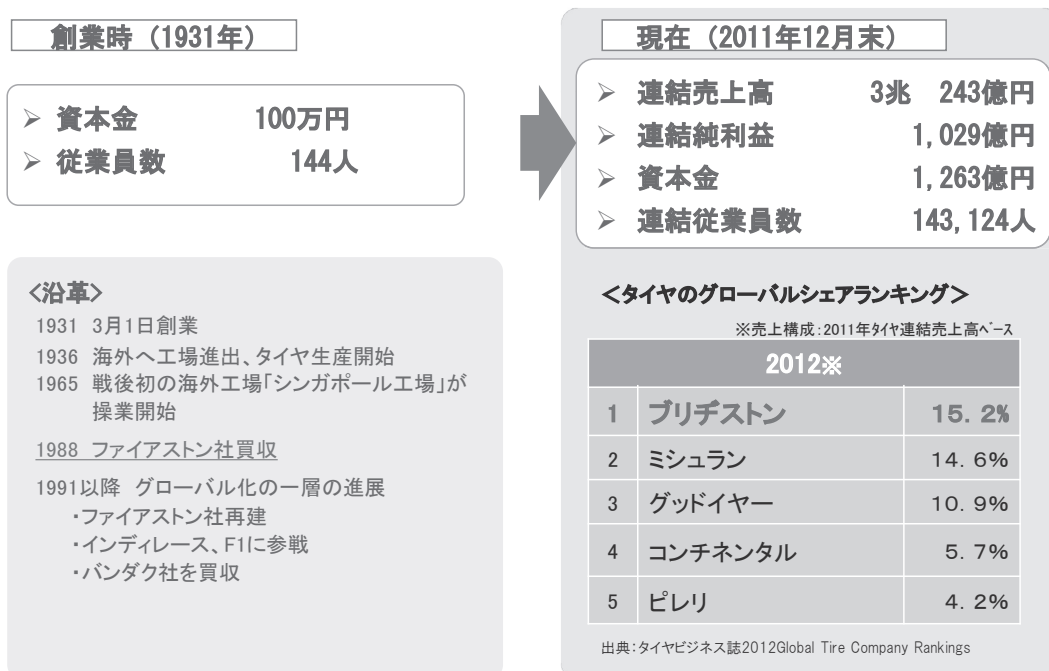 創業時（1931年）
➢ 資本金 100万円
➢ 従業員数 144人
<沿革>
1931 3月1日創業
1936 海外へ工場進出、タイヤ生産開始
1965 戦後初の海外工場「シンガポール工場」が
操業開始
1988 ファイアストン社買収
1991以降 グローバル化の一層の進展
・ファイアストン社再建
・インディレース、F1に参戦
・バンダク社を買収
現在（2011年12月末）
➢ 連結売上高 3兆 243億円
➢ 連結純利益 1,029億円
➢ 資本金 1,263億円
➢ 連結従業員数 143,124人
＜タイヤのグローバルシェアランキング＞
※売上構成：2011年ﾀｲﾔ連結売上高ﾍﾞｰｽ
2012※
1 ブリヂストン 15.2%
2 ミシュラン 14.6%
3 グッドイヤー 10.9%
4 コンチネンタル 5.7%
5 ピレリ 4.2%
出典：タイヤビジネス誌2012Global Tire Company Rankings